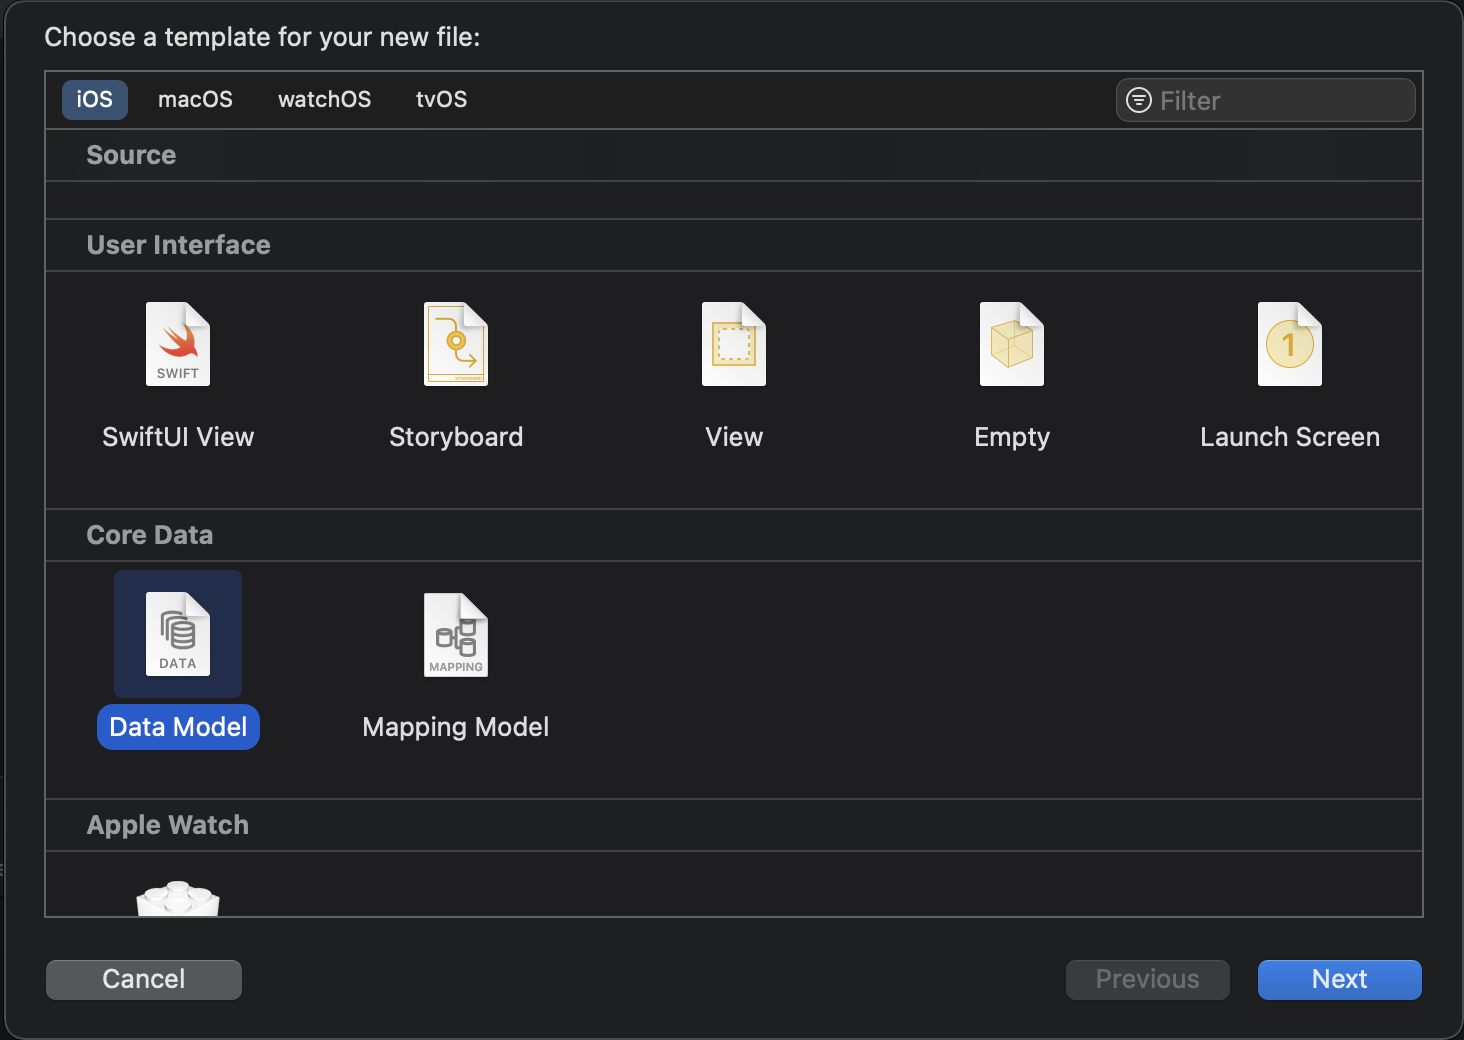 Choose a template for your new file:
iOS macOS watchOS tvOS Filter
Source
User Interface
SWIFT
SwiftUI View Storyboard View Empty 1 Launch Screen
Core Data
DATA MAPPING
Data Model Mapping Model
Apple Watch
Cancel Previous Next